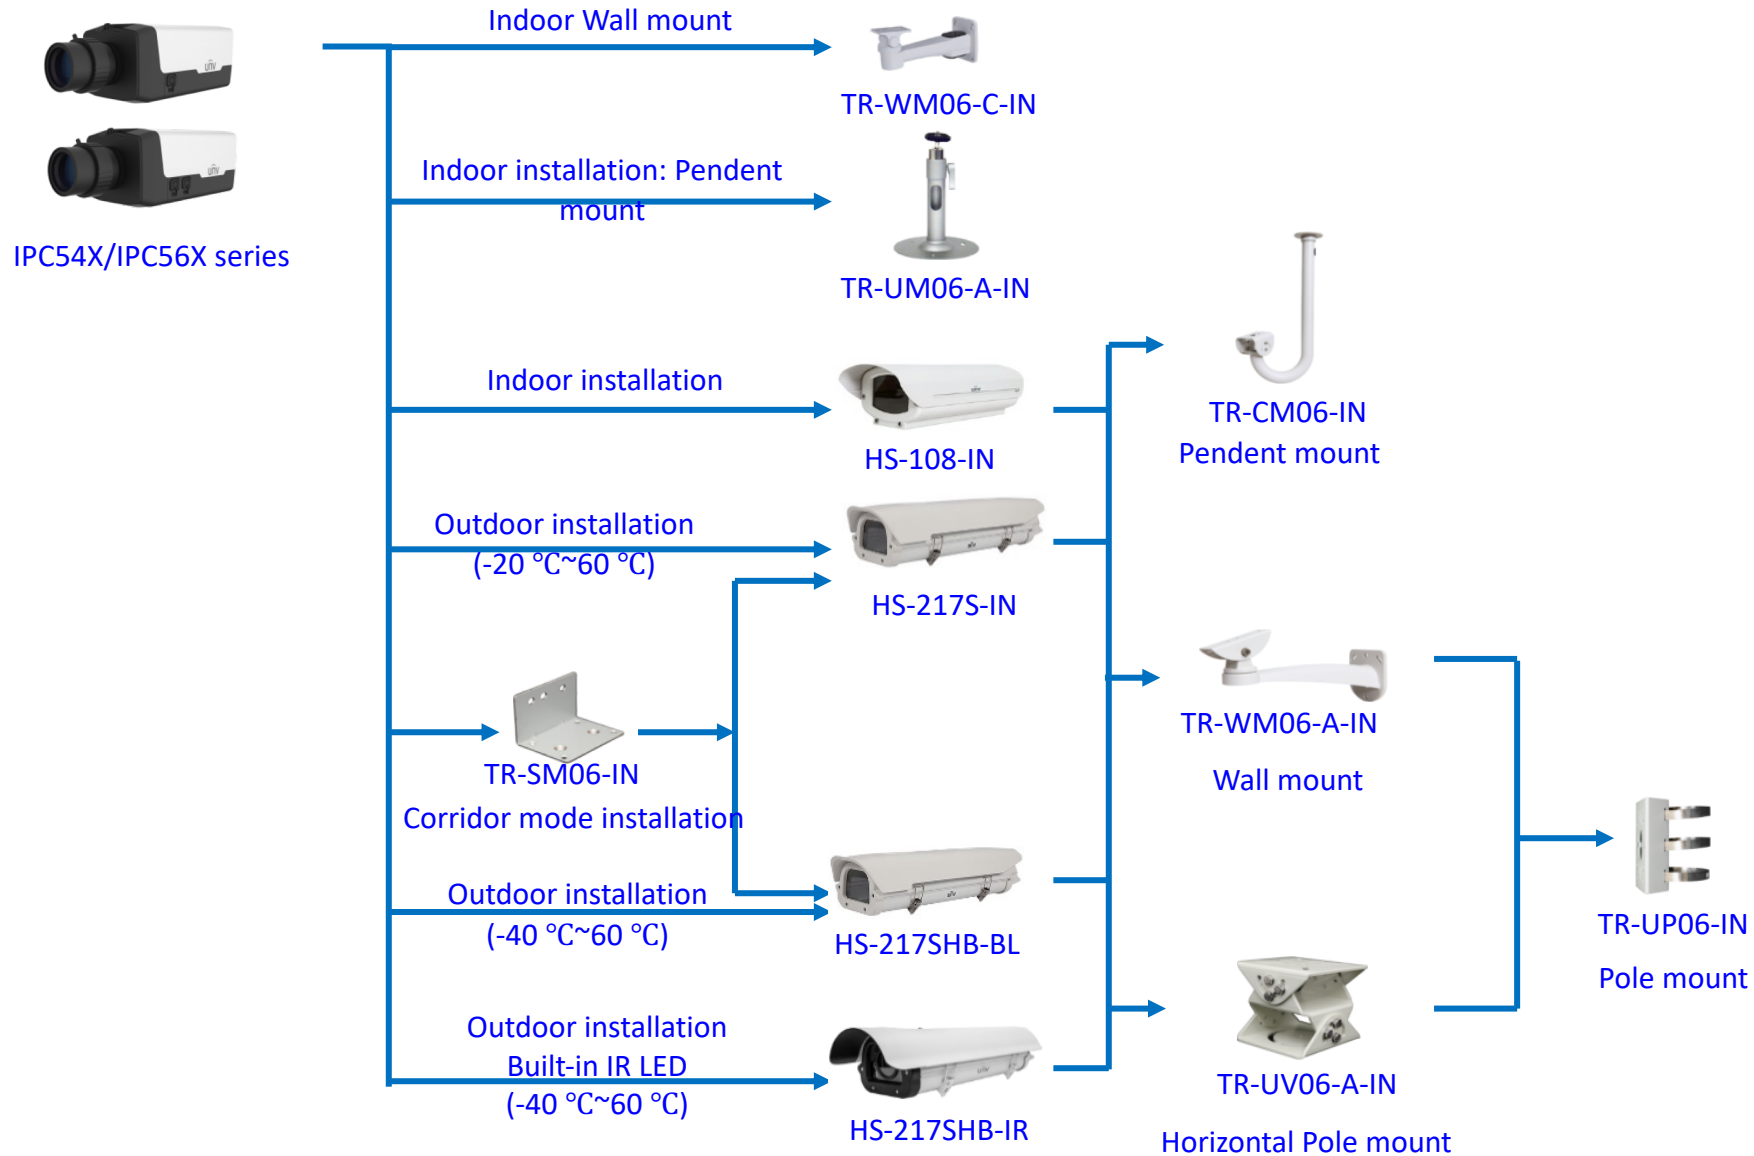 Indoor Wall mount
unv
TR-WM06-C-IN
unv
Indoor installation: Pendent
mount
IPC54X/IPC56X series
TR-UM06-A-IN
Indoor installation
HS-108-IN
TR-CM06-IN
Pendent mount
Outdoor installation
(-20 ℃~60 ℃)
HS-217S-IN
TR-SM06-IN
Corridor mode installation
TR-WM06-A-IN
Wall mount
Outdoor installation
(-40 ℃~60 ℃)
HS-217SHB-BL
TR-UP06-IN
Pole mount
Outdoor installation
Built-in IR LED
(-40 ℃~60 ℃)
unv
HS-217SHB-IR
TR-UV06-A-IN
Horizontal Pole mount